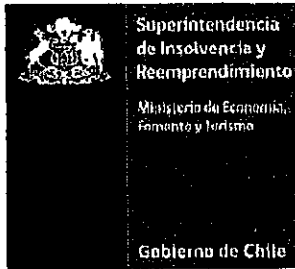 Superintendencia
de Insolvencia y
Reemprendimiento
Ministerio de Economía,
Fomento y Turismo
Gobierno de Chile